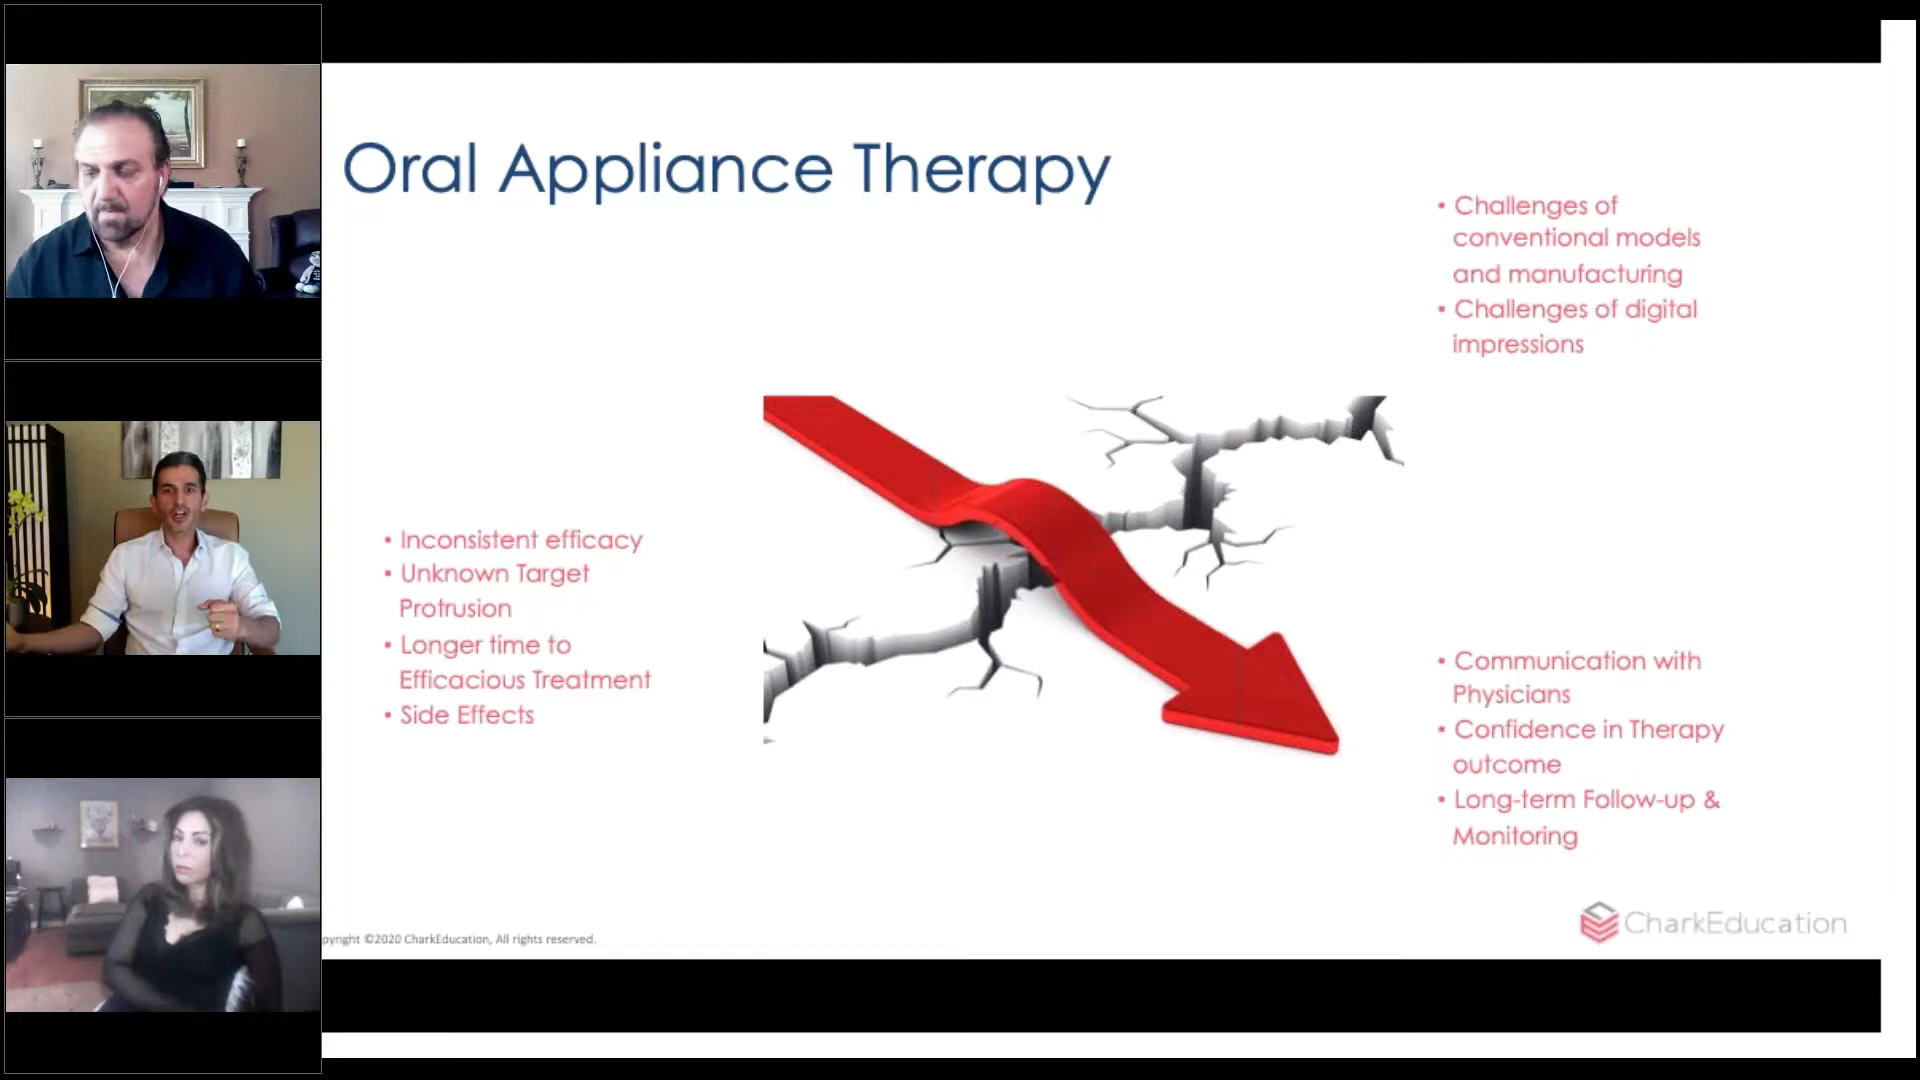 Oral Appliance Therapy
• Challenges of
conventional models
and manufacturing
• Challenges of digital
impressions
• Inconsistent efficacy
• Unknown Target
Protrusion
• Longer time to
Efficacious Treatment
• Side Effects
• Communication with
Physicians
• Confidence in Therapy
outcome
• Long-term Follow-up &
Monitoring
CharkEducation
pyright ©2020 CharkEducation, All rights reserved.